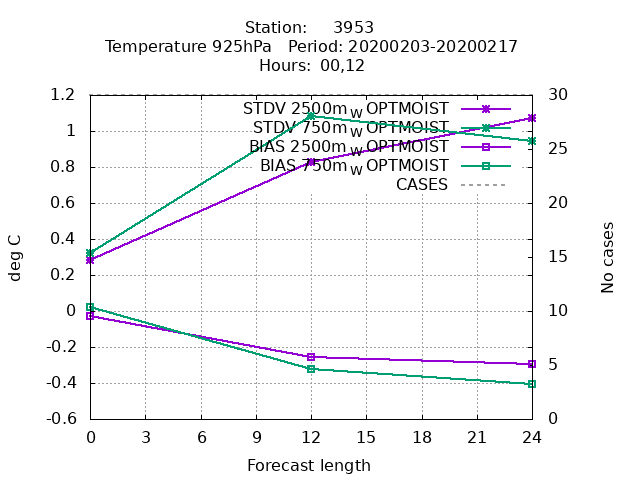 Station: 3953
Temperature 925hPa Period: 20200203-20200217
Hours: 00,12
STDV 2500m_W OPTMOIST
STDV 750m_W OPTMOIST
BIAS 2500m_W OPTMOIST
BIAS 750m_W OPTMOIST
CASES
1.2
1
0.8
0.6
0.4
0.2
0
-0.2
-0.4
-0.6
deg C
30
25
20
15
10
5
0
No cases
0 3 6 9 12 15 18 21 24
Forecast length